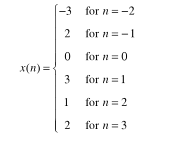 -3 for n = -2
2 for n = -1
0 for n = 0
x(n) =
3 for n = 1
1 for n = 2
2 for n = 3